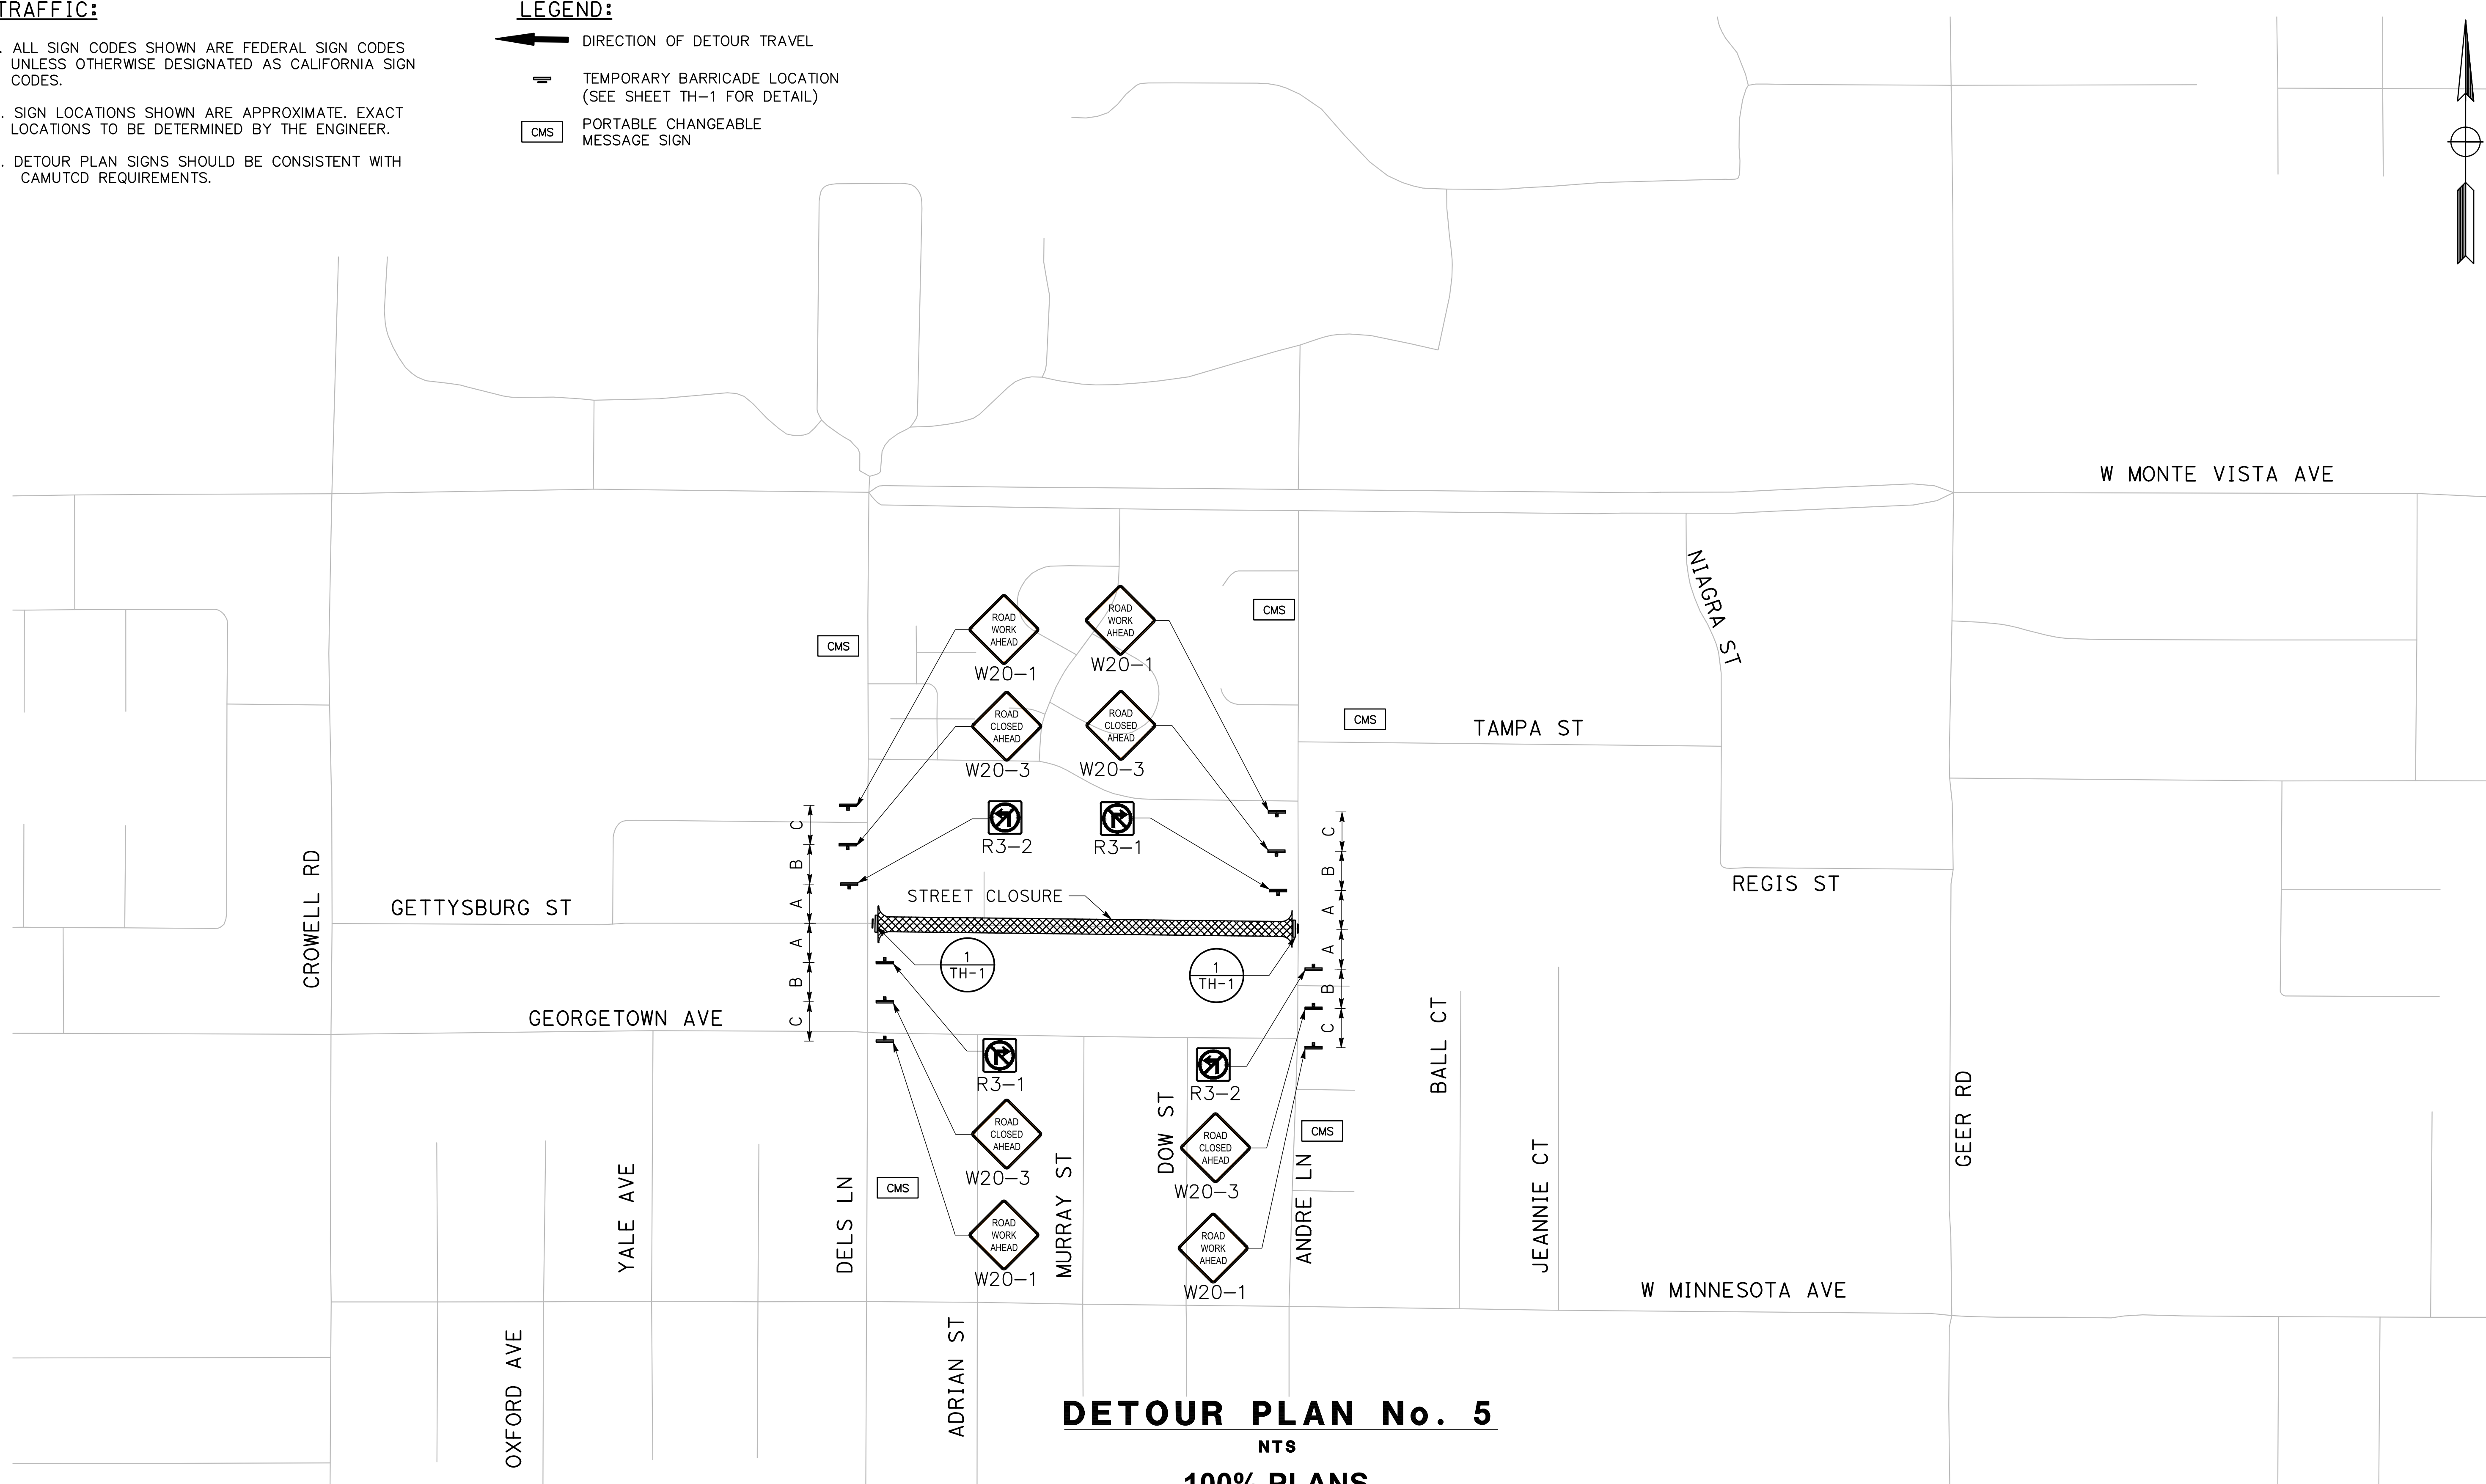 TRAFFIC:
. ALL SIGN CODES SHOWN ARE FEDERAL SIGN CODES
UNLESS OTHERWISE DESIGNATED AS CALIFORNIA SIGN
CODES.
. SIGN LOCATIONS SHOWN ARE APPROXIMATE. EXACT
LOCATIONS TO BE DETERMINED BY THE ENGINEER.
. DETOUR PLAN SIGNS SHOULD BE CONSISTENT WITH
CAMUTCD REQUIREMENTS.
LEGEND:
DIRECTION OF DETOUR TRAVEL
TEMPORARY BARRICADE LOCATION
(SEE SHEET TH-1 FOR DETAIL)
CMS
PORTABLE CHANGEABLE
MESSAGE SIGN
W MONTE VISTA AVE
NIAGRA ST
CMS
CMS
CMS
TAMPA ST
REGIS ST
ROAD
WORK
AHEAD
W20-1
ROAD
WORK
AHEAD
W20-1
ROAD
CLOSED
AHEAD
W20-3
ROAD
CLOSED
AHEAD
W20-3
R3-2
R3-1
C
B
A
A
B
C
C
B
A
A
B
C
STREET CLOSURE
CROWELL RD
GETTYSBURG ST
GEORGETOWN AVE
1
TH-1
1
TH-1
R3-1
R3-2
ROAD
CLOSED
AHEAD
W20-3
ROAD
CLOSED
AHEAD
W20-3
CMS
CMS
ROAD
WORK
AHEAD
W20-1
ROAD
WORK
AHEAD
W20-1
YALE AVE
DELS LN
MURRAY ST
DOW ST
ANDRE LN
BALL CT
JEANNIE CT
GEER RD
W MINNESOTA AVE
OXFORD AVE
ADRIAN ST
DETOUR PLAN No. 5
NTS
100% PLANS